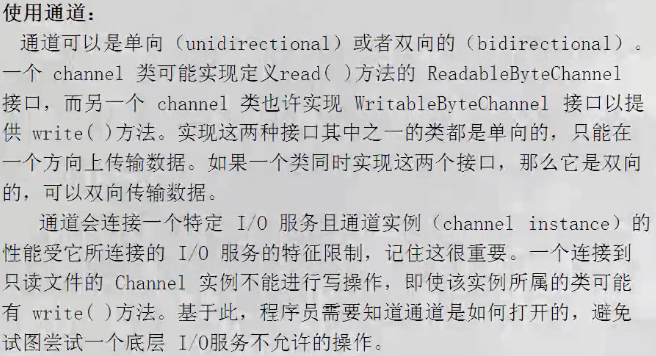 使用通道：
通道可以是单向（unidirectional）或者双向的（bidirectional）。
一个 channel 类可能实现定义read( )方法的 ReadableByteChannel
接口，而另一个 channel 类也许实现 WritableByteChannel 接口以提
供 write( )方法。实现这两种接口其中之一的类都是单向的，只能在
一个方向上传输数据。如果一个类同时实现这两个接口，那么它是双向
的，可以双向传输数据。
通道会连接一个特定 I/O 服务且通道实例（channel instance）的
性能受它所连接的 I/O 服务的特征限制，记住这很重要。一个连接到
只读文件的 Channel 实例不能进行写操作，即使该实例所属的类可能
有 write( )方法。基于此，程序员需要知道通道是如何打开的，避免
试图尝试一个底层 I/O服务不允许的操作。